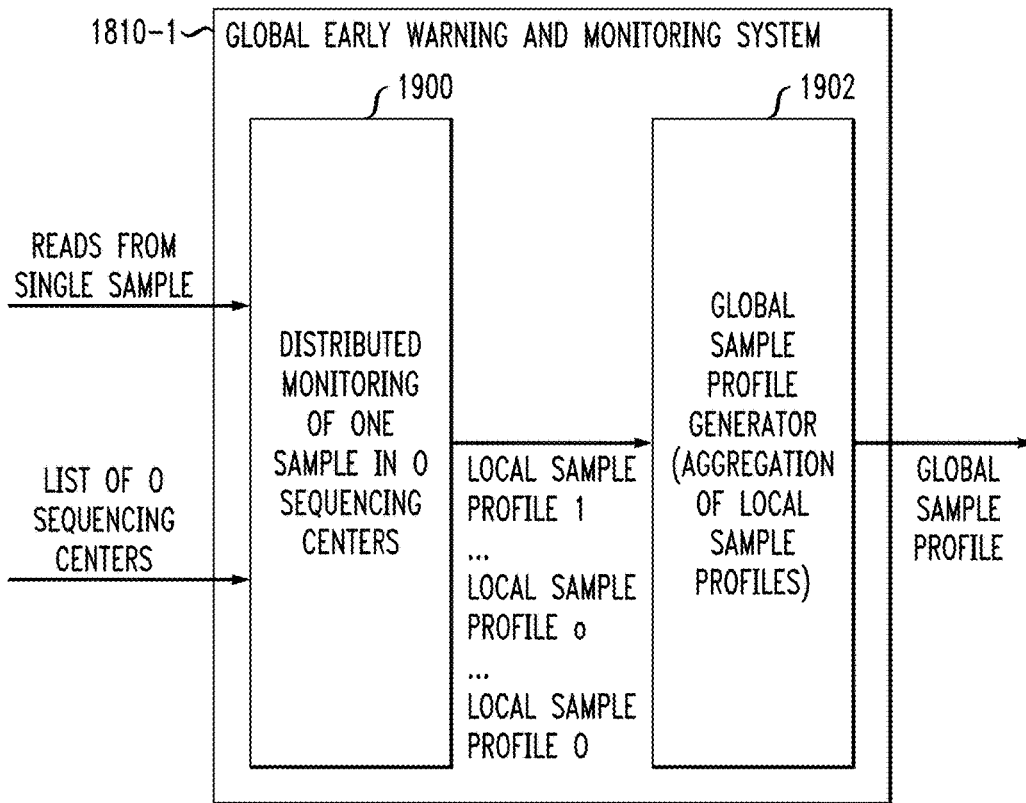 1810-1
GLOBAL EARLY WARNING AND MONITORING SYSTEM
1900
1902
READS FROM
SINGLE SAMPLE
LIST OF O
SEQUENCING
CENTERS
DISTRIBUTED
MONITORING
OF ONE
SAMPLE IN O
SEQUENCING
CENTERS
LOCAL SAMPLE
PROFILE 1
...
LOCAL SAMPLE
PROFILE o
...
LOCAL SAMPLE
PROFILE O
GLOBAL
SAMPLE
PROFILE
GENERATOR
(AGGREGATION
OF LOCAL
SAMPLE
PROFILES)
GLOBAL
SAMPLE
PROFILE